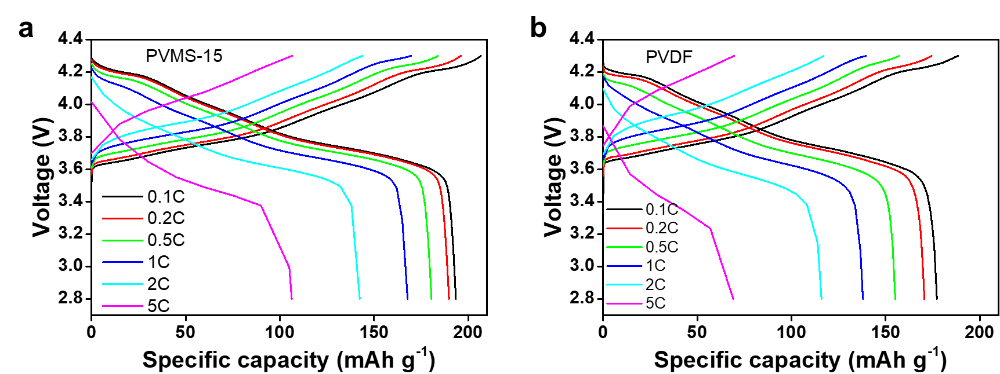 a
PVMS-15
4.4
4.2
4.0
3.8
3.6
3.4
3.2
3.0
2.8
Voltage (V)
0.1C
0.2C
0.5C
1C
2C
5C
0 50 100 150 200
Specific capacity (mAh g⁻¹)
b
PVDF
4.4
4.2
4.0
3.8
3.6
3.4
3.2
3.0
2.8
Voltage (V)
0.1C
0.2C
0.5C
1C
2C
5C
0 50 100 150 200
Specific capacity (mAh g⁻¹)